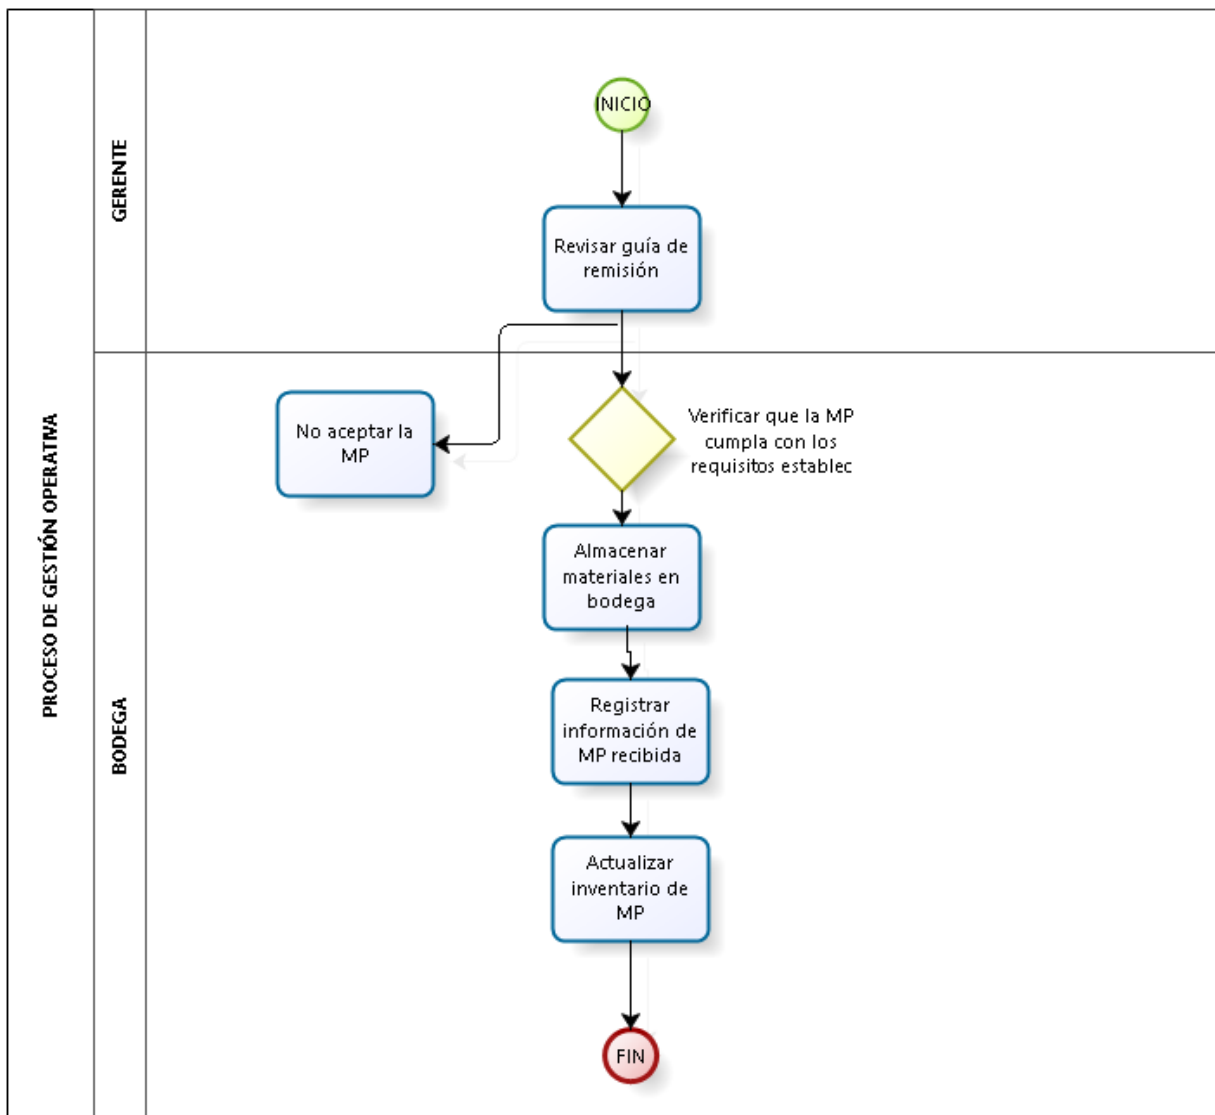 PROCESO DE GESTIÓN OPERATIVA
GERENTE
INICIO
Revisar guía de
remisión
BODEGA
No aceptar la
MP
Verificar que la MP
cumpla con los
requisitos establec
Almacenar
materiales en
bodega
Registrar
información de
MP recibida
Actualizar
inventario de
MP
FIN